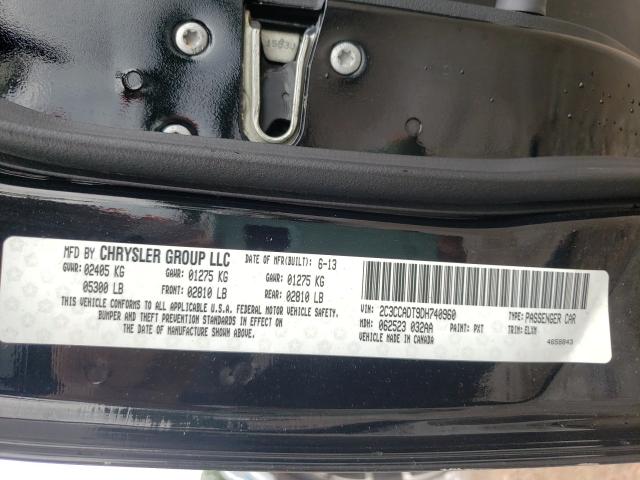 15B3J
MFD BY CHRYSLER GROUP LLC DATE OF MFR(BUILT): 6-13
GVWR: 02405 KG GAWR: 01275 KG GAWR: 01275 KG
05300 LB FRONT: 02810 LB REAR: 02810 LB
THIS VEHICLE CONFORMS TO ALL APPLICABLE U.S.A. FEDERAL MOTOR VEHICLE SAFETY,
BUMPER AND THEFT PREVENTION STANDARDS IN EFFECT ON
THE DATE OF MANUFACTURE SHOWN ABOVE.
VIN: 2C3CCADT9DH740960 TYPE: PASSENGER CAR
MDH: 062523 032AA PAINT: PXT TRIM: ELX9
VEHICLE MADE IN CANADA 4658843